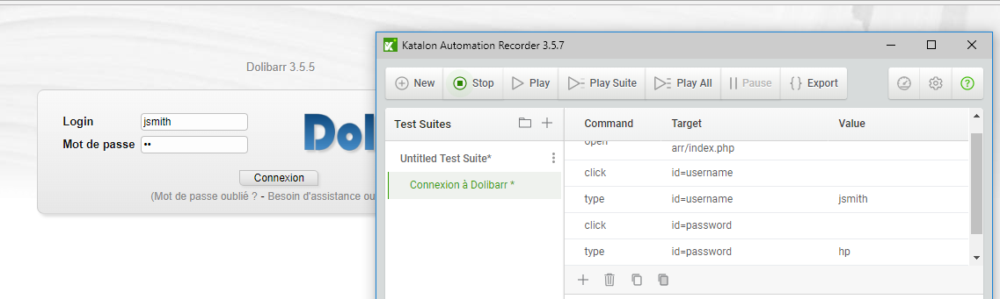 Dolibarr 3.5.5
Login jsmith
Mot de passe ••
Connexion
(Mot de passe oublié ? - Besoin d'assistance ou
Dol
Katalon Automation Recorder 3.5.7
New Stop Play Play Suite Play All Pause Export
Test Suites
Untitled Test Suite*
Connexion à Dolibarr *
Command Target Value
open arr/index.php
click id=username
type id=username jsmith
click id=password
type id=password hp